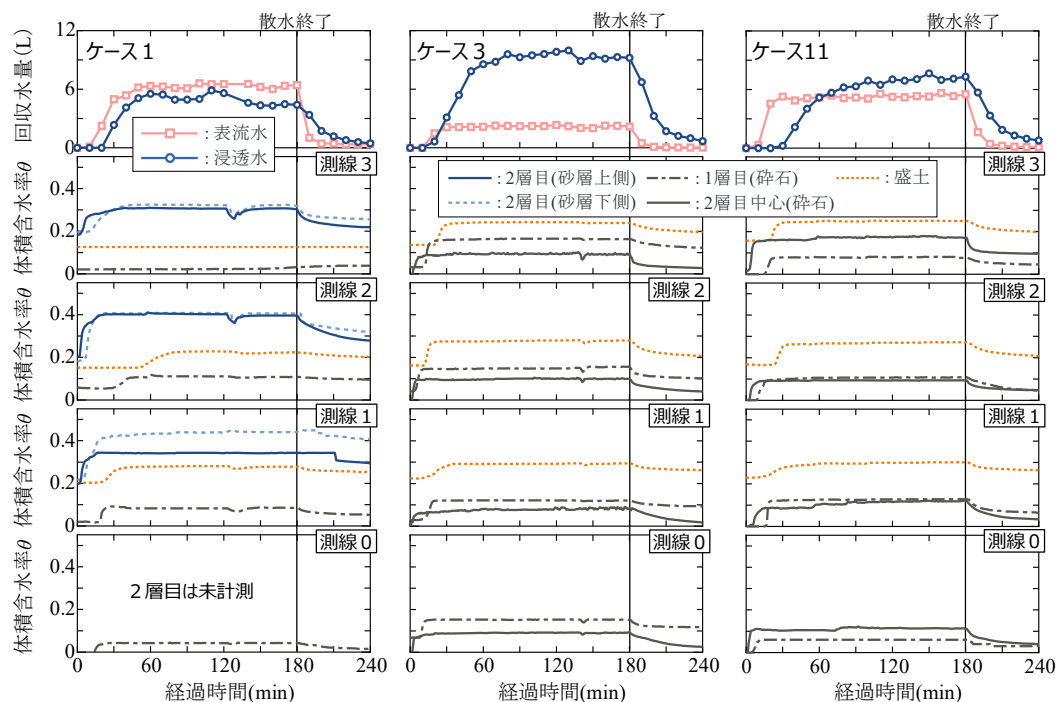 散水終了 散水終了 散水終了
回収水量(L)
12
6
0
ケース1
ケース3
ケース11
:表流水
:浸透水
体積含水率θ
0.4
0.2
0
測線3
測線3
測線3
:2層目(砂層上側)
:1層目(砕石)
:盛土
:2層目(砂層下側)
:2層目中心(砕石)
体積含水率θ
0.4
0.2
0
測線2
測線2
測線2
体積含水率θ
0.4
0.2
0
測線1
測線1
測線1
体積含水率θ
0.4
0.2
0
測線0
測線0
測線0
2層目は未計測
0 60 120 180 240
0 60 120 180 240
0 60 120 180 240
経過時間(min)
経過時間(min)
経過時間(min)